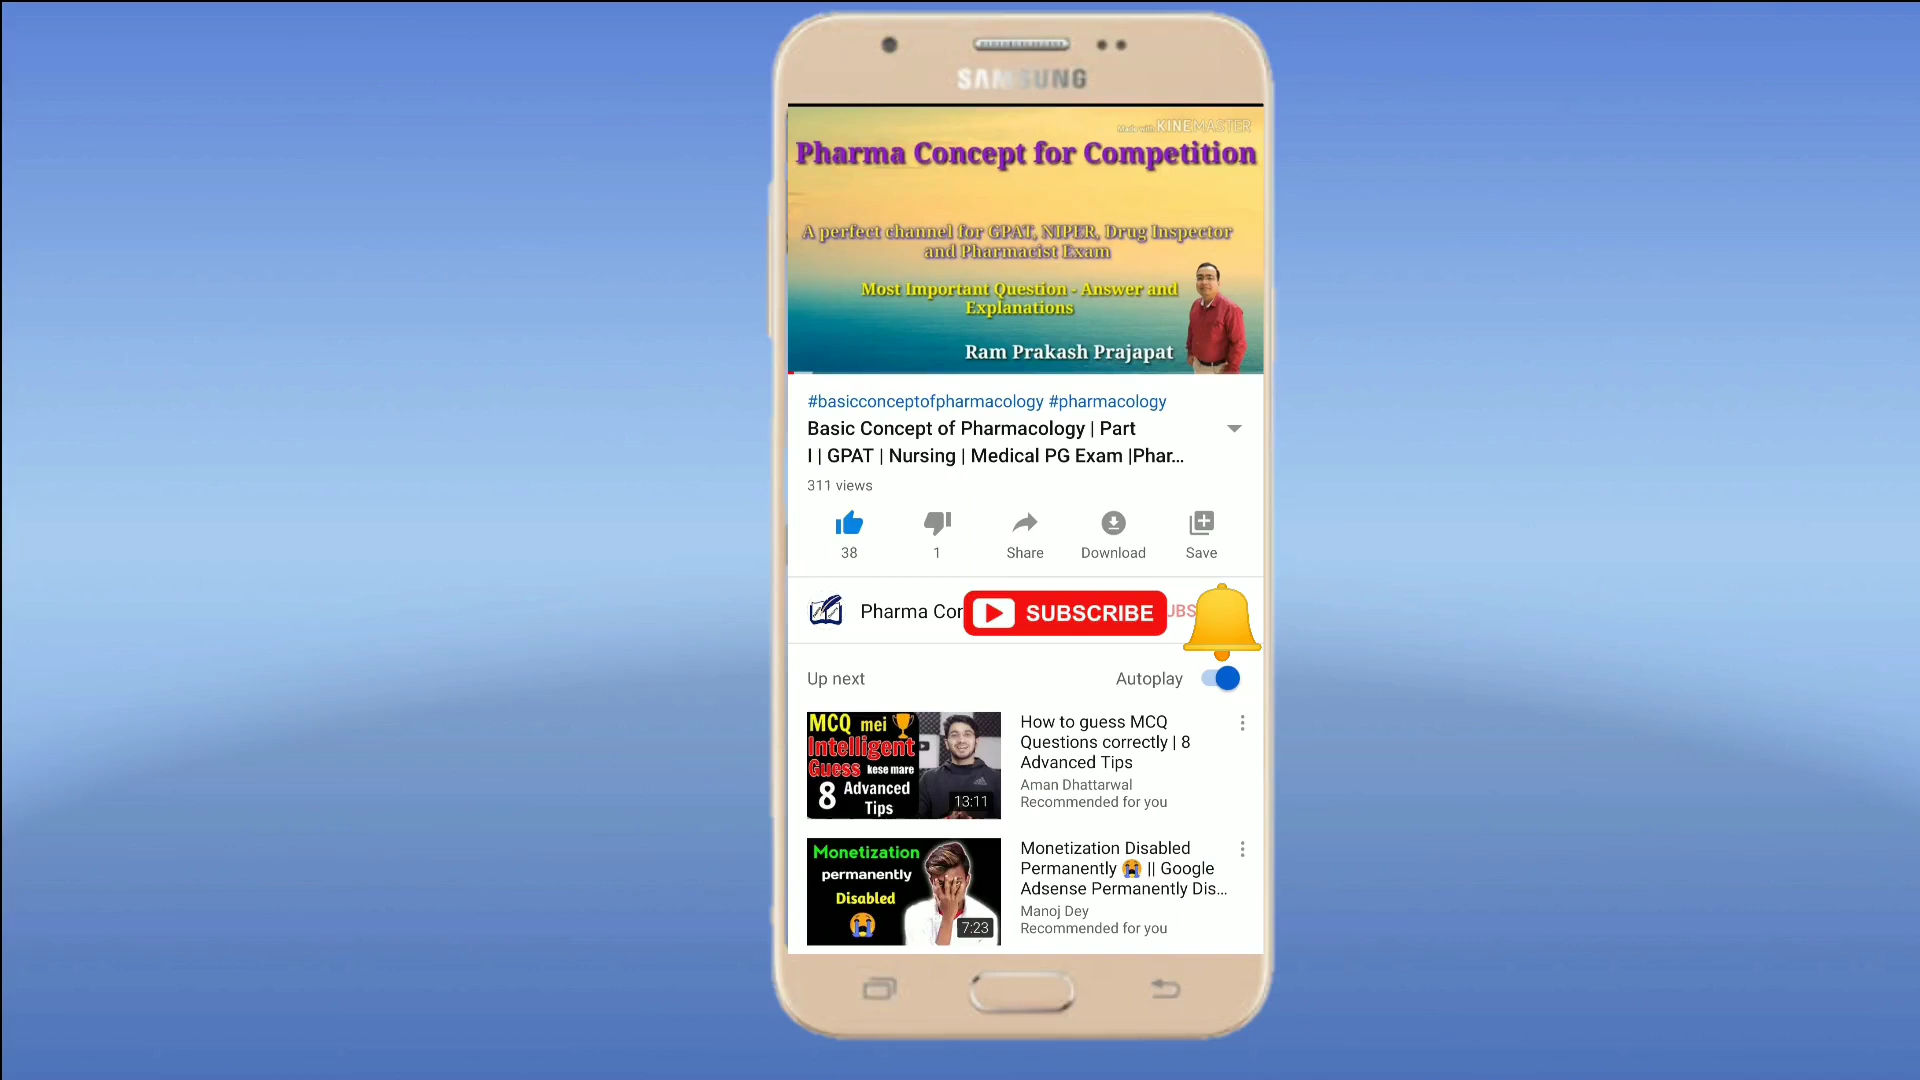 SAMSUNG
Made with KINEMASTER
Pharma Concept for Competition
A perfect channel for GPAT, NIPER, Drug Inspector
and Pharmacist Exam
Most Important Question - Answer and
Explanations
Ram Prakash Prajapat
#basicconceptofpharmacology #pharmacology
Basic Concept of Pharmacology | Part
I | GPAT | Nursing | Medical PG Exam |Phar...
311 views
38
1
Share
Download
Save
Pharma Con
SUBSCRIBE
UBS
Up next
Autoplay
MCQ mei
Intelligent
Guess kese mare
8 Advanced
Tips
13:11
How to guess MCQ
Questions correctly | 8
Advanced Tips
Aman Dhattarwal
Recommended for you
Monetization
permanently
Disabled
7:23
Monetization Disabled
Permanently 😭 || Google
Adsense Permanently Dis...
Manoj Dey
Recommended for you